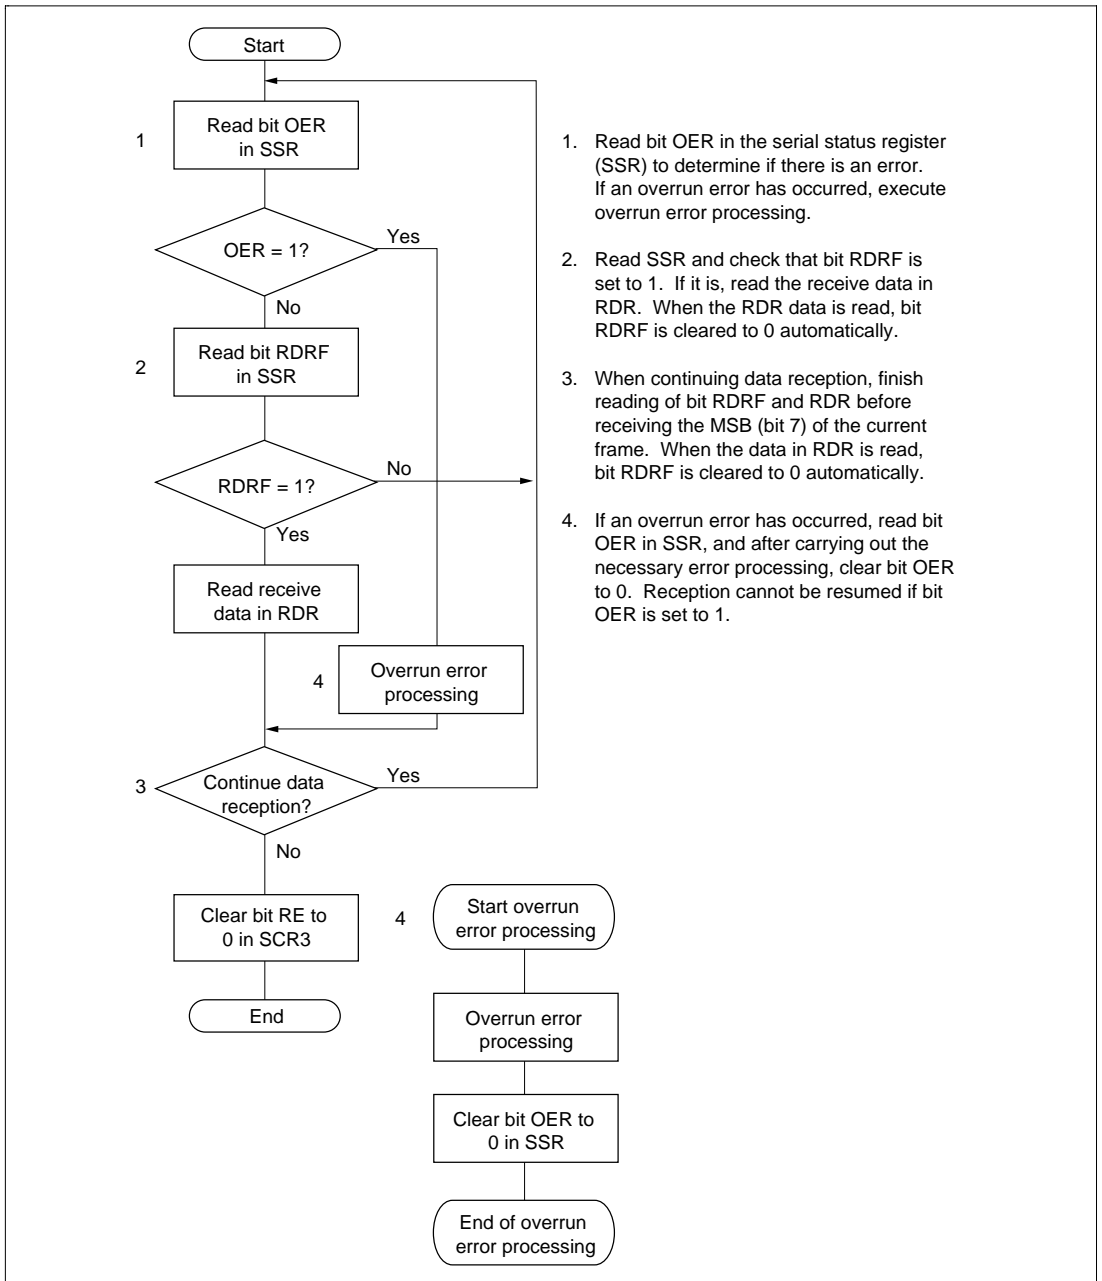 Start
1
Read bit OER
in SSR
OER = 1?
Yes
No
2
Read bit RDRF
in SSR
RDRF = 1?
No
Yes
Read receive
data in RDR
4
Overrun error
processing
3
Continue data
reception?
Yes
No
Clear bit RE to
0 in SCR3
End
4
Start overrun
error processing
Overrun error
processing
Clear bit OER to
0 in SSR
End of overrun
error processing
1. Read bit OER in the serial status register
(SSR) to determine if there is an error.
If an overrun error has occurred, execute
overrun error processing.
2. Read SSR and check that bit RDRF is
set to 1. If it is, read the receive data in
RDR. When the RDR data is read, bit
RDRF is cleared to 0 automatically.
3. When continuing data reception, finish
reading of bit RDRF and RDR before
receiving the MSB (bit 7) of the current
frame. When the data in RDR is read,
bit RDRF is cleared to 0 automatically.
4. If an overrun error has occurred, read bit
OER in SSR, and after carrying out the
necessary error processing, clear bit OER
to 0. Reception cannot be resumed if bit
OER is set to 1.